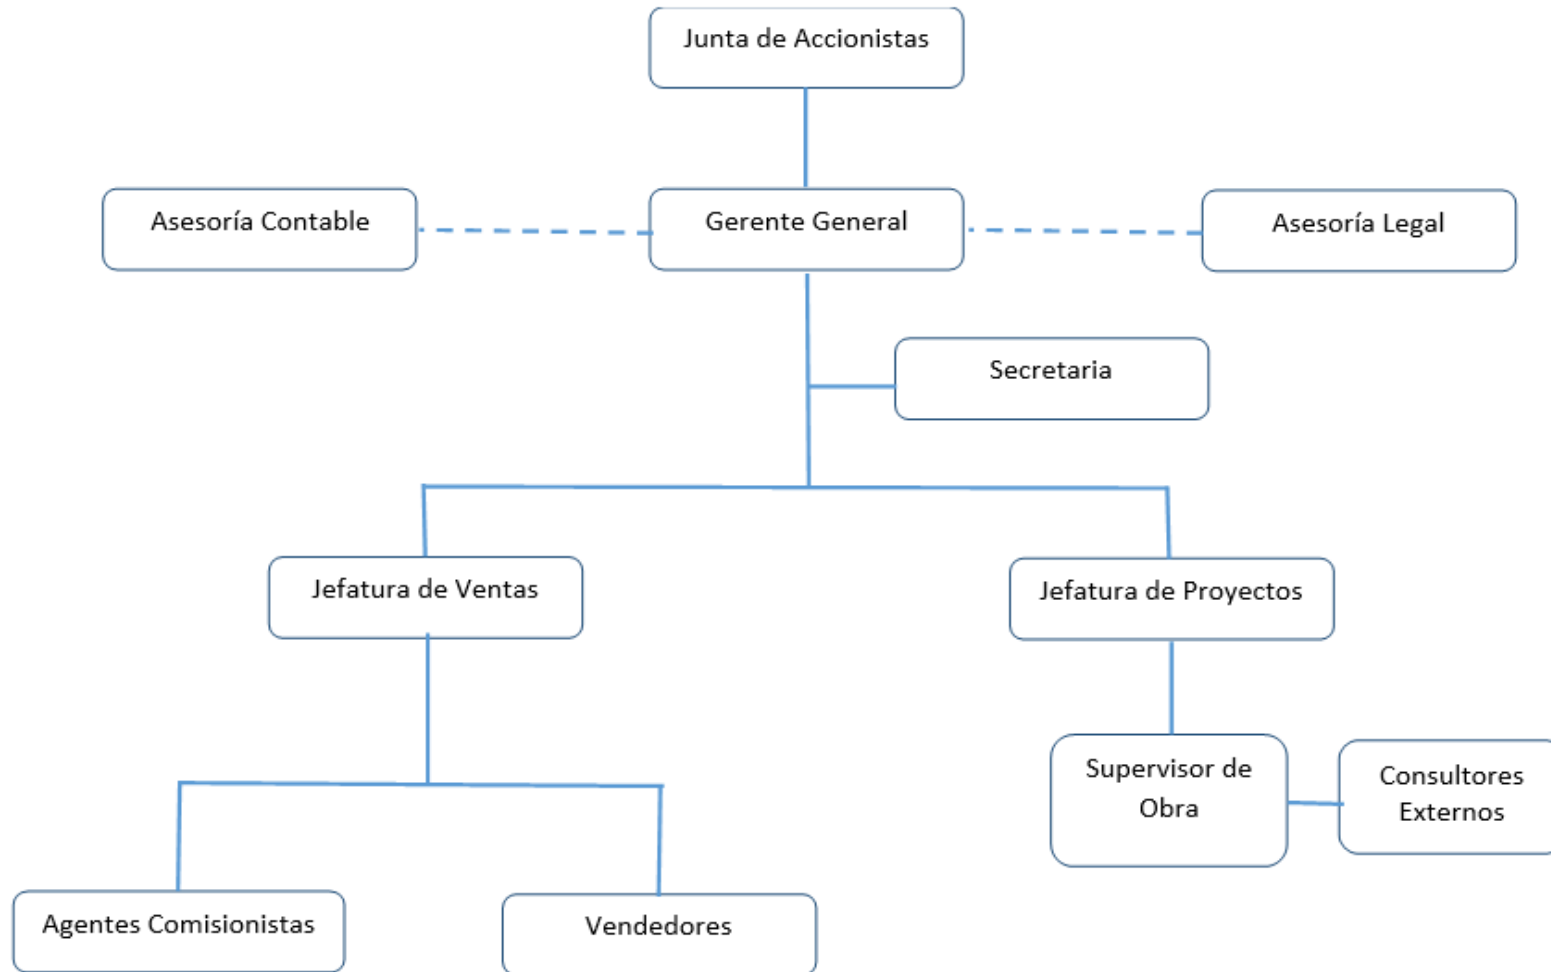 Junta de Accionistas
Asesoría Contable
Gerente General
Asesoría Legal
Secretaria
Jefatura de Ventas
Jefatura de Proyectos
Supervisor de
Obra
Consultores
Externos
Agentes Comisionistas
Vendedores